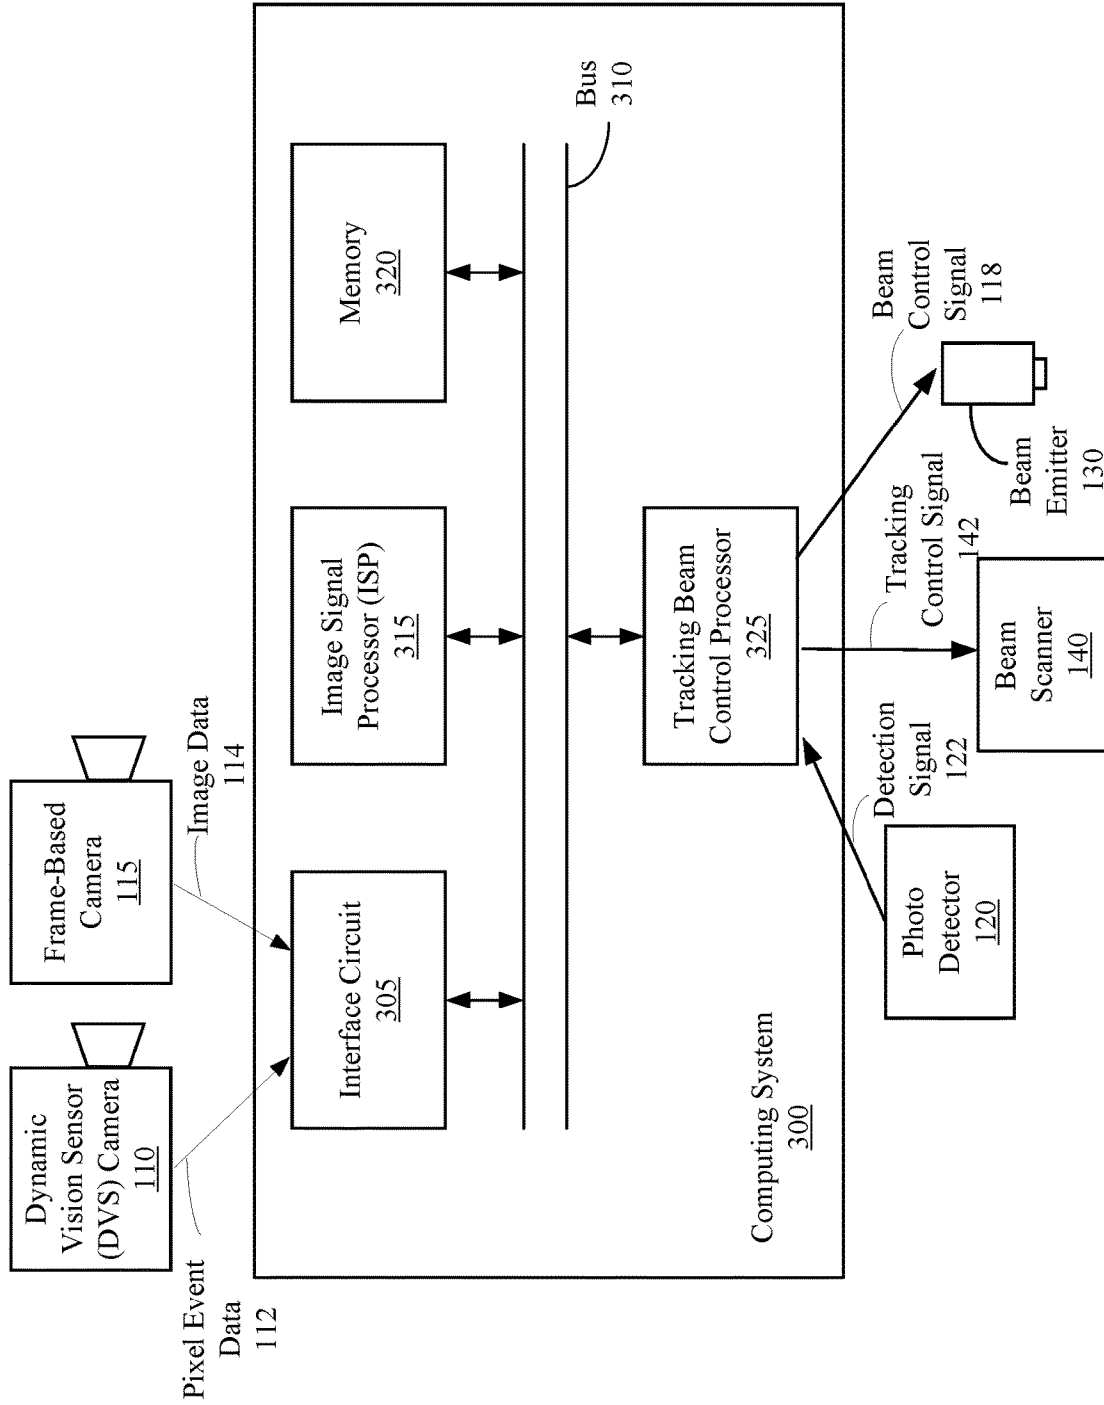 Dynamic
Vision Sensor
(DVS) Camera
110
Frame-Based
Camera
115
Pixel Event
Data
112
Image Data
114
Interface Circuit
305
Image Signal
Processor (ISP)
315
Memory
320
Bus
310
Tracking Beam
Control Processor
325
Computing System
300
Photo
Detector
120
Detection
Signal
122
Beam
Scanner
140
Tracking
Control Signal
142
Beam
Emitter
130
Beam
Control
Signal
118